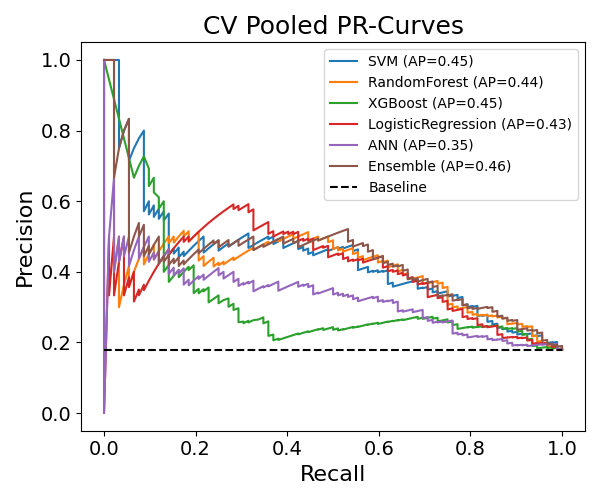 CV Pooled PR-Curves
SVM (AP=0.45)
RandomForest (AP=0.44)
XGBoost (AP=0.45)
LogisticRegression (AP=0.43)
ANN (AP=0.35)
Ensemble (AP=0.46)
Baseline
Precision
1.0
0.8
0.6
0.4
0.2
0.0
0.0 0.2 0.4 0.6 0.8 1.0
Recall